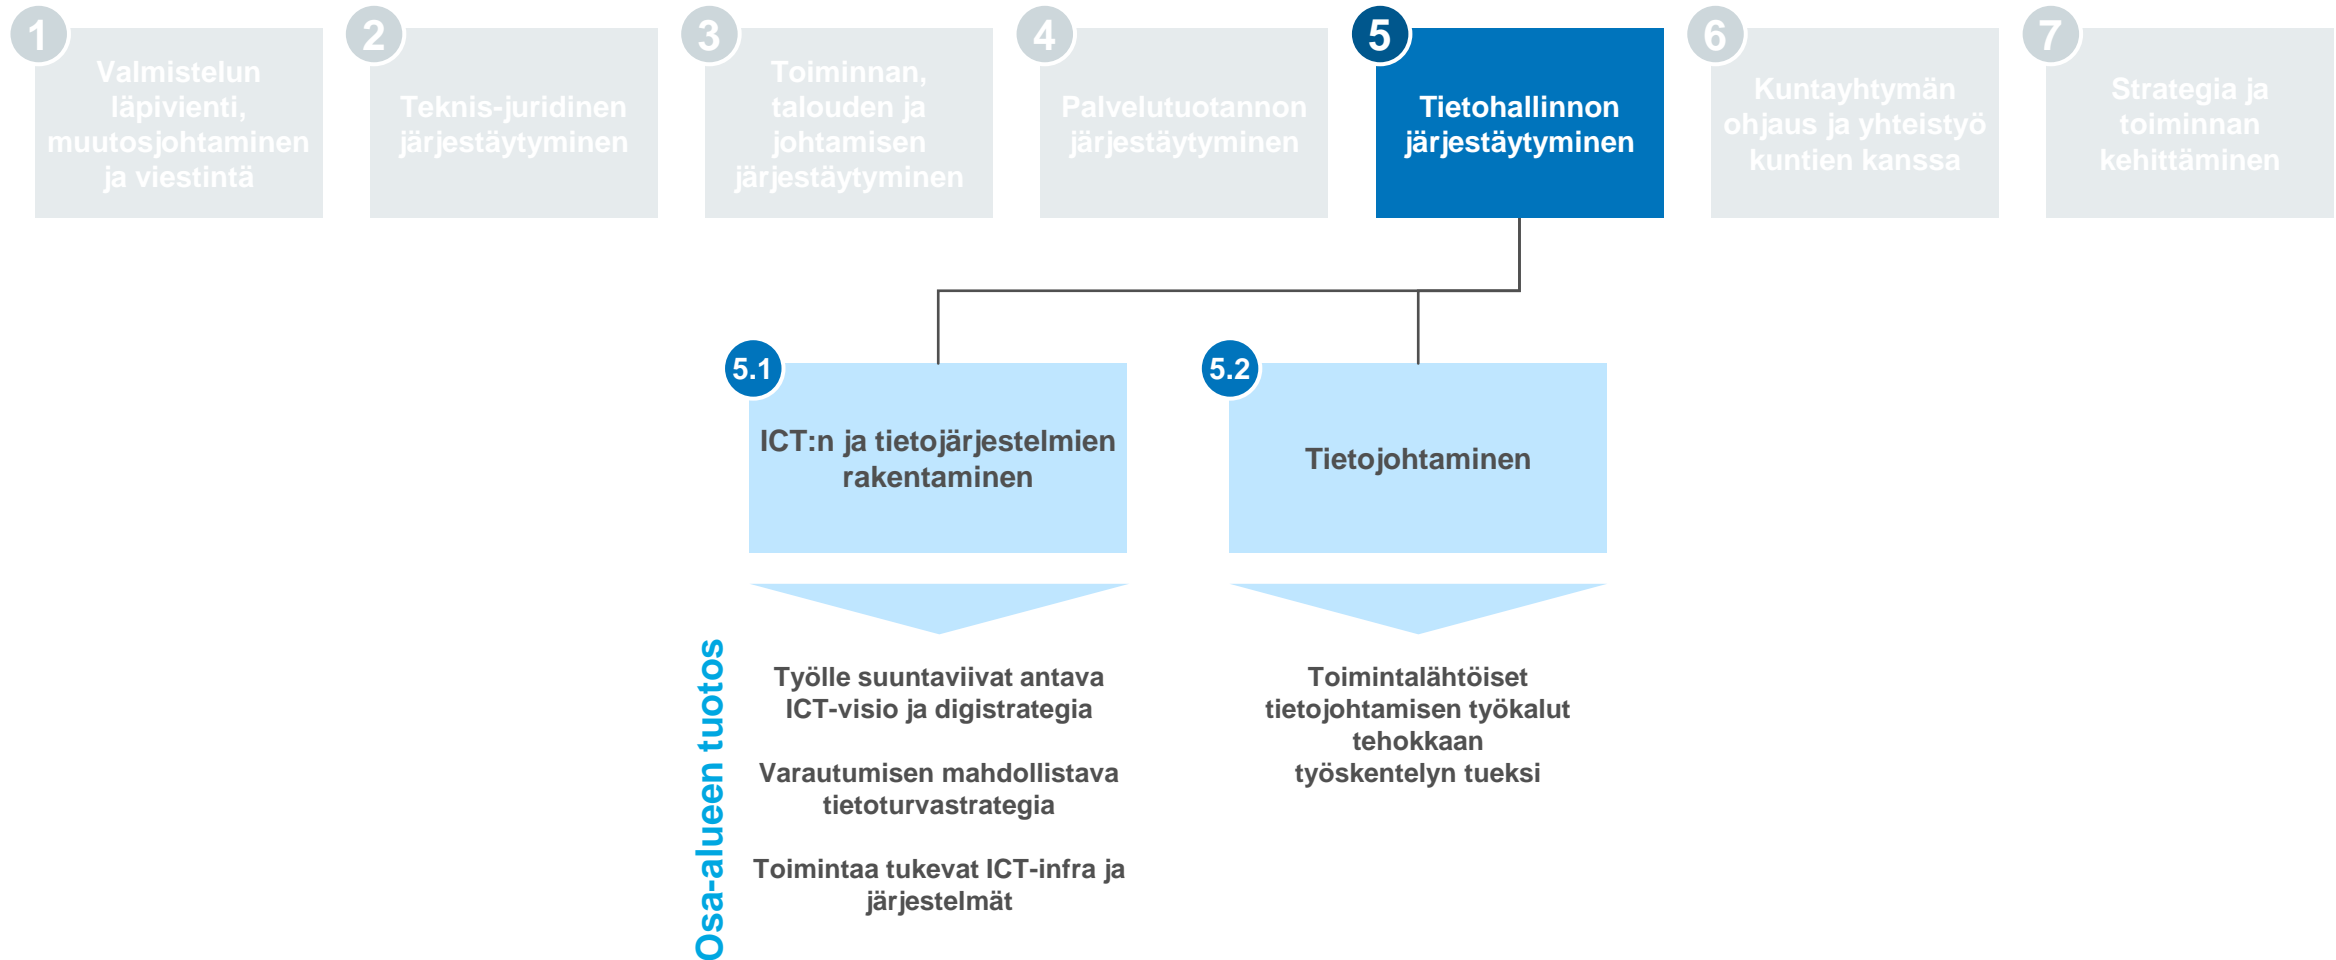 1
Valmistelun
läpivienti,
muutosjohtaminen
ja viestintä
2
Teknis-juridinen
järjestäytyminen
3
Toiminnan,
talouden ja
johtamisen
järjestäytyminen
4
Palvelutuotannon
järjestäytyminen
5
Tietohallinnon
järjestäytyminen
6
Kuntayhtymän
ohjaus ja yhteistyö
kuntien kanssa
7
Strategia ja
toiminnan
kehittäminen
5.1
ICT:n ja tietojärjestelmien
rakentaminen
5.2
Tietojohtaminen
Osa-alueen tuotos
Työlle suuntaviivat antava
ICT-visio ja digistrategia
Varautumisen mahdollistava
tietoturvastrategia
Toimintaa tukevat ICT-infra ja
järjestelmät
Toimintalähtöiset
tietojohtamisen työkalut
tehokkaan
työskentelyn tueksi